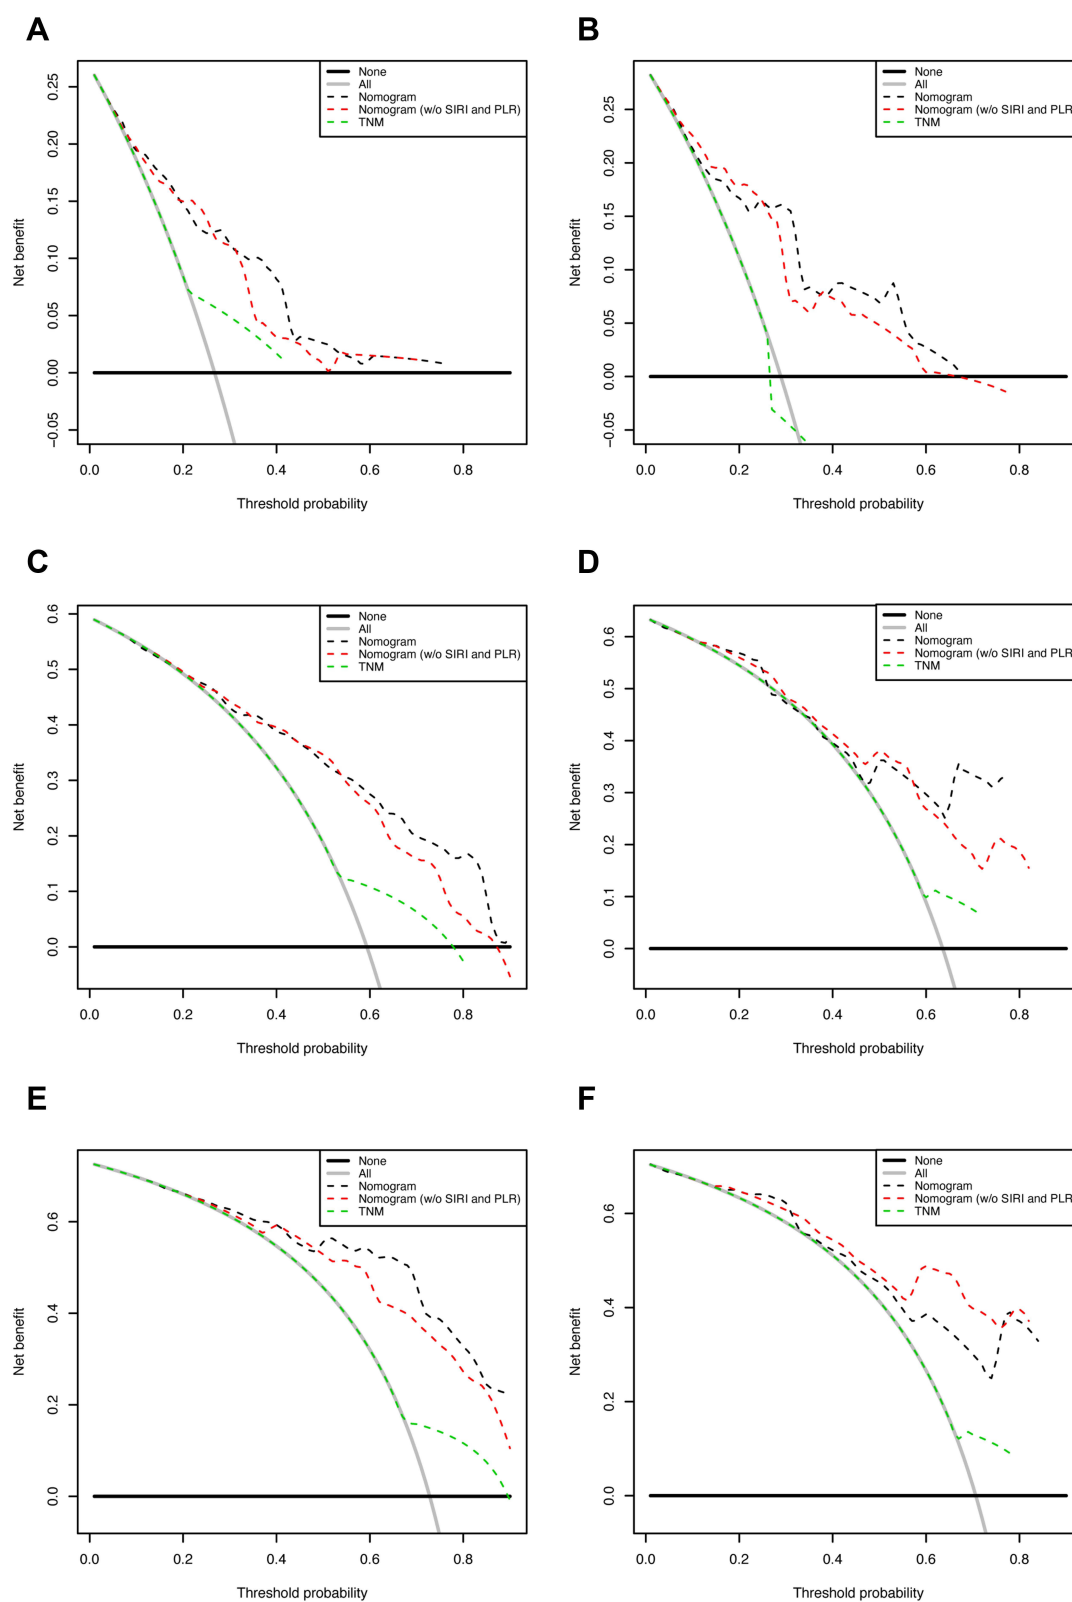 A
None
All
Nomogram
Nomogram (w/o SIRI and PLR)
TNM
Net benefit
0.25
0.20
0.15
0.10
0.05
0.00
−0.05
0.0 0.2 0.4 0.6 0.8
Threshold probability
B
None
All
Nomogram
Nomogram (w/o SIRI and PLR
TNM
Net benefit
0.25
0.20
0.15
0.10
0.05
0.00
−0.05
0.0 0.2 0.4 0.6 0.8
Threshold probability
C
None
All
Nomogram
Nomogram (w/o SIRI and PLR)
TNM
Net benefit
0.6
0.5
0.4
0.3
0.2
0.1
0.0
0.0 0.2 0.4 0.6 0.8
Threshold probability
D
None
All
Nomogram
Nomogram (w/o SIRI and PLR
TNM
Net benefit
0.6
0.5
0.4
0.3
0.2
0.1
0.0
0.0 0.2 0.4 0.6 0.8
Threshold probability
E
None
All
Nomogram
Nomogram (w/o SIRI and PLR)
TNM
Net benefit
0.6
0.4
0.2
0.0
0.0 0.2 0.4 0.6 0.8
Threshold probability
F
None
All
Nomogram
Nomogram (w/o SIRI and PLR
TNM
Net benefit
0.6
0.4
0.2
0.0
0.0 0.2 0.4 0.6 0.8
Threshold probability